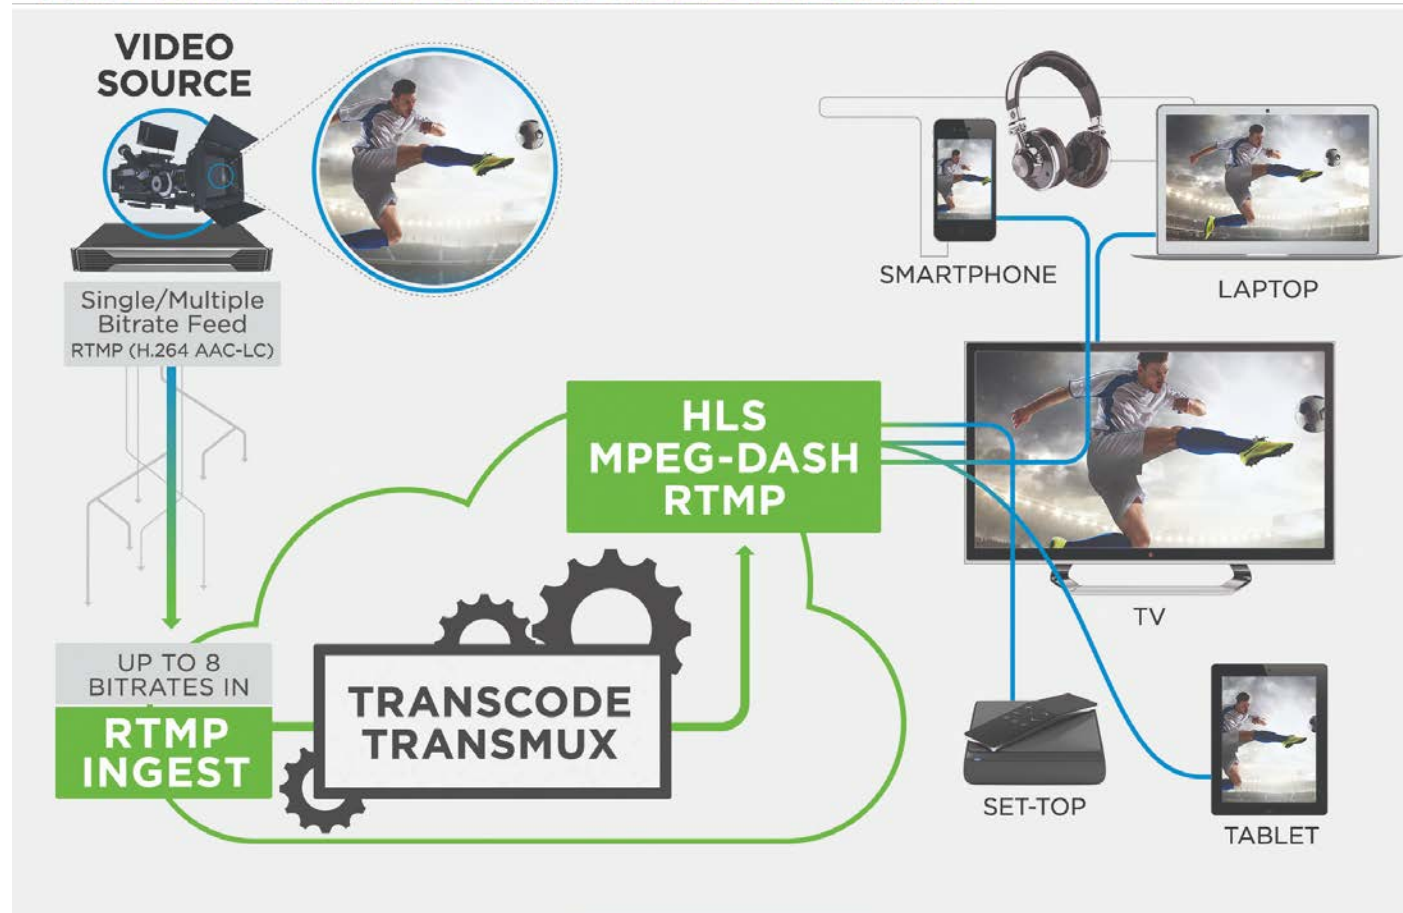 VIDEO
SOURCE
Single/Multiple
Bitrate Feed
RTMP (H.264 AAC-LC)
UP TO 8
BITRATES IN
RTMP
INGEST
TRANSCODE
TRANSMUX
HLS
MPEG-DASH
RTMP
SMARTPHONE
LAPTOP
TV
SET-TOP
TABLET